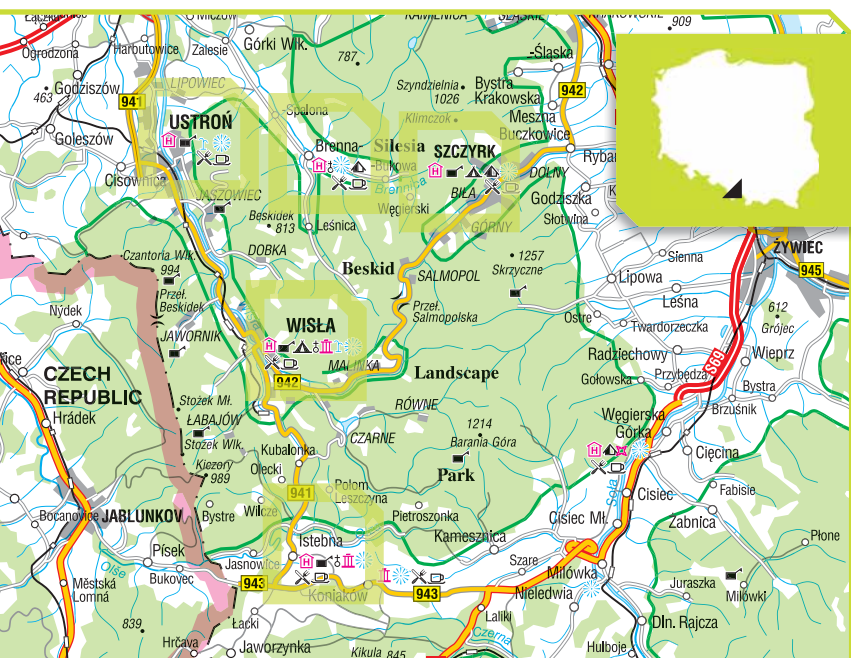 Harbutowice
Zalesie
Górki Wlk.
787
KAMIENICA
909
Ogrodzona
-Śląska
LIPOWIEC
Szyndzielnia
1026
Bystra
Krakowska
463
Godziszów
941
942
-Spalona
Klimczok
Meszna
Buczkowice
USTROŃ
Goleszów
Brenna-
Silesia
-Bukowa
SZCZYRK
Cisownica
Brennica
BIŁA
DOLNY
JASZOWIEC
Węgierski
Godziszka
Słotwina
Beskidek
813
Leśnica
GÓRNY
DOBKA
Czantoria Wlk.
994
1257
Skrzyczne
Sienna
ŻYWIEC
Beskid
SALMOPOL
Lipowa
945
Przeł.
Beskidek
Leśna
Nýdek
Przeł.
Salmopolska
612
Grójec
WISŁA
Ostre
Twardorzeczka
JAWORNIK
Radziechowy
Wieprz
MALINKA
S69
CZECH
REPUBLIC
942
Landscape
Gołowska
Przybędza
Bystra
Stożek Mł.
RÓWNE
Brzuśnik
Hrádek
ŁABAJÓW
Węgierska
Górka
Stożek Wlk.
CZARNE
1214
Barania Góra
Kubalonka
Cięcina
Kiczory
989
Olecki
Park
Soła
941
Połom
Leszczyna
Cisiec
Fabisie
Bocanovice
JABLUNKOV
Bystre
Wilcze
Pietroszonka
Cisiec Mł.
Żabnica
Istebna
Kamesznica
Płone
Písek
Jasnowice
Szare
Olše
Bukovec
Milówka
Juraszka
Městská
Lomná
943
Koniaków
943
Nieledwia
Milówki
Łacki
Laliki
839
Dln. Rajcza
Czerna
Hrčava
Jaworzynka
Kikula 845
Hulboje